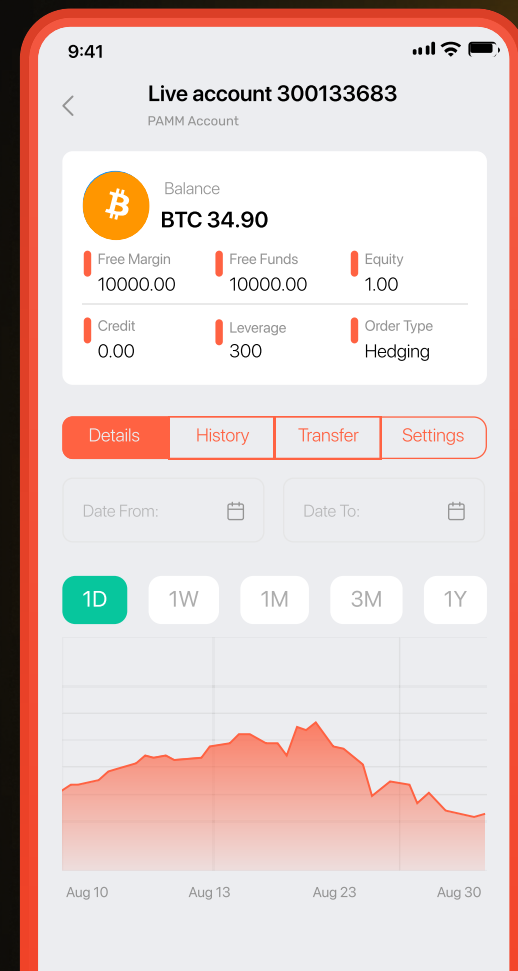 9:41
Live account 300133683
PAMM Account
Balance
BTC 34.90
Free Margin Free Funds Equity
10000.00 10000.00 1.00
Credit Leverage Order Type
0.00 300 Hedging
Details History Transfer Settings
Date From: Date To:
1D 1W 1M 3M 1Y
Aug 10 Aug 13 Aug 23 Aug 30